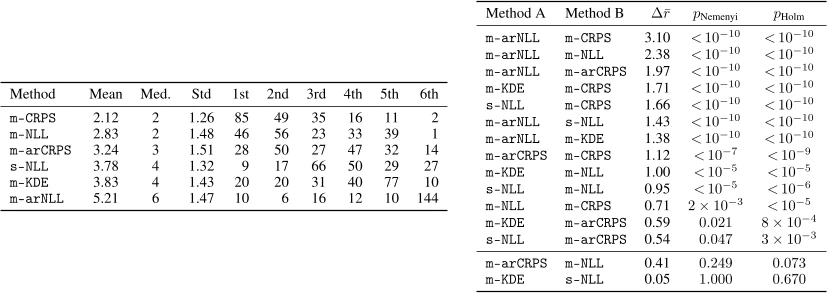 Method Mean Med. Std 1st 2nd 3rd 4th 5th 6th
m-CRPS 2.12 2 1.26 85 49 35 16 11 2
m-NLL 2.83 2 1.48 46 56 23 33 39 1
m-arCRPS 3.24 3 1.51 28 50 27 47 32 14
s-NLL 3.78 4 1.32 9 17 66 50 29 27
m-KDE 3.83 4 1.43 20 20 31 40 77 10
m-arNLL 5.21 6 1.47 10 6 16 12 10 144
Method A Method B Δr̄ pNemenyi pHolm
m-arNLL m-CRPS 3.10 < 10⁻¹⁰ < 10⁻¹⁰
m-arNLL m-NLL 2.38 < 10⁻¹⁰ < 10⁻¹⁰
m-arNLL m-arCRPS 1.97 < 10⁻¹⁰ < 10⁻¹⁰
m-KDE m-CRPS 1.71 < 10⁻¹⁰ < 10⁻¹⁰
s-NLL m-CRPS 1.66 < 10⁻¹⁰ < 10⁻¹⁰
m-arNLL s-NLL 1.43 < 10⁻¹⁰ < 10⁻¹⁰
m-arNLL m-KDE 1.38 < 10⁻¹⁰ < 10⁻¹⁰
m-arCRPS m-CRPS 1.12 < 10⁻⁷ < 10⁻⁹
m-KDE m-NLL 1.00 < 10⁻⁵ < 10⁻⁵
s-NLL m-NLL 0.95 < 10⁻⁵ < 10⁻⁶
m-NLL m-CRPS 0.71 2 × 10⁻³ < 10⁻⁵
m-KDE m-arCRPS 0.59 0.021 8 × 10⁻⁴
s-NLL m-arCRPS 0.54 0.047 3 × 10⁻³
m-arCRPS m-NLL 0.41 0.249 0.073
m-KDE s-NLL 0.05 1.000 0.670